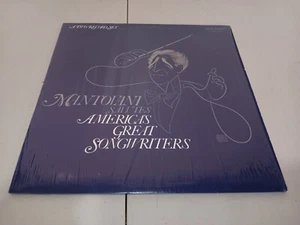 MANTOVANI
SALUTES
AMERICA'S
GREAT
SONGWRITERS